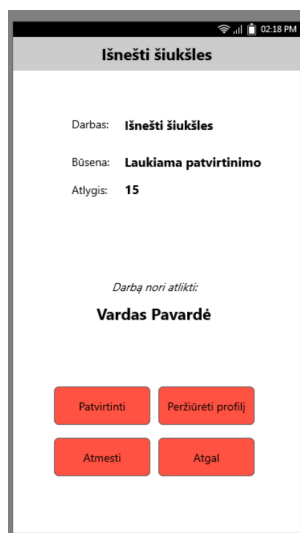 02:18 PM
Išnešti šiukšles
Darbas: Išnešti šiukšles
Būsena: Laukiama patvirtinimo
Atlygis: 15
Darbą nori atlikti:
Vardas Pavardė
Patvirtinti Peržiūrėti profilį
Atmesti Atgal